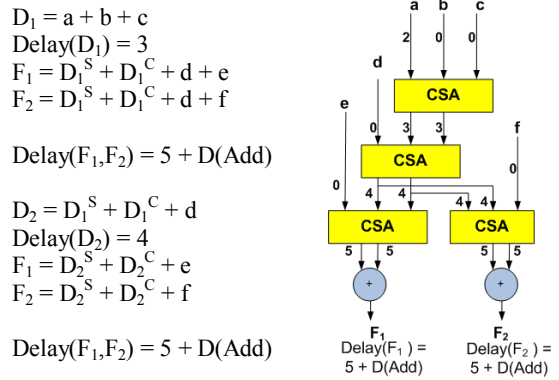 D₁ = a + b + c
Delay(D₁) = 3
F₁ = D₁ˢ + D₁ᶜ + d + e
F₂ = D₁ˢ + D₁ᶜ + d + f
Delay(F₁,F₂) = 5 + D(Add)
D₂ = D₁ˢ + D₁ᶜ + d
Delay(D₂) = 4
F₁ = D₂ˢ + D₂ᶜ + e
F₂ = D₂ˢ + D₂ᶜ + f
Delay(F₁,F₂) = 5 + D(Add)
a b c
2 0 0
d
CSA
e
0 3 3
f
CSA
0
0 4 4 4 4
CSA CSA
5 5 5 5
+ +
F₁ F₂
Delay(F₁ ) = Delay(F₂ ) =
5 + D(Add) 5 + D(Add)